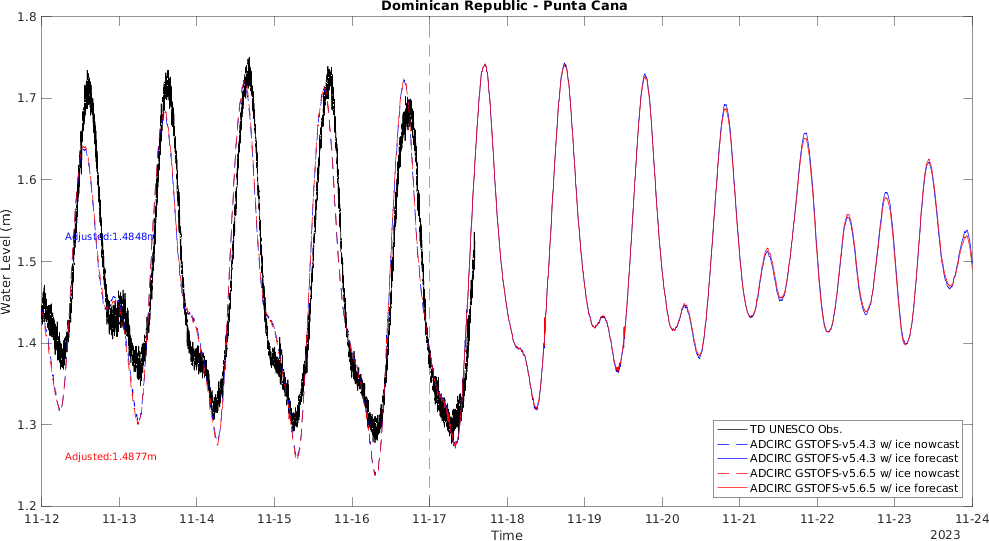 Dominican Republic - Punta Cana
1.8
1.7
1.6
1.5
1.4
1.3
1.2
Water Level (m)
Adjusted:1.4848m
Adjusted:1.4877m
TD UNESCO Obs.
ADCIRC GSTOFS-v5.4.3 w/ ice nowcast
ADCIRC GSTOFS-v5.4.3 w/ ice forecast
ADCIRC GSTOFS-v5.6.5 w/ ice nowcast
ADCIRC GSTOFS-v5.6.5 w/ ice forecast
11-12 11-13 11-14 11-15 11-16 11-17 11-18 11-19 11-20 11-21 11-22 11-23 11-24
Time
2023